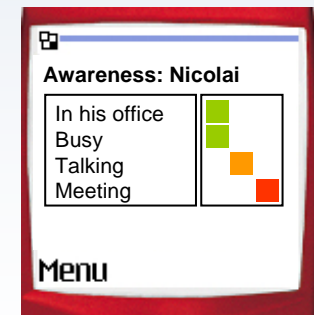 Awareness: Nicolai
In his office
Busy
Talking
Meeting
Menu